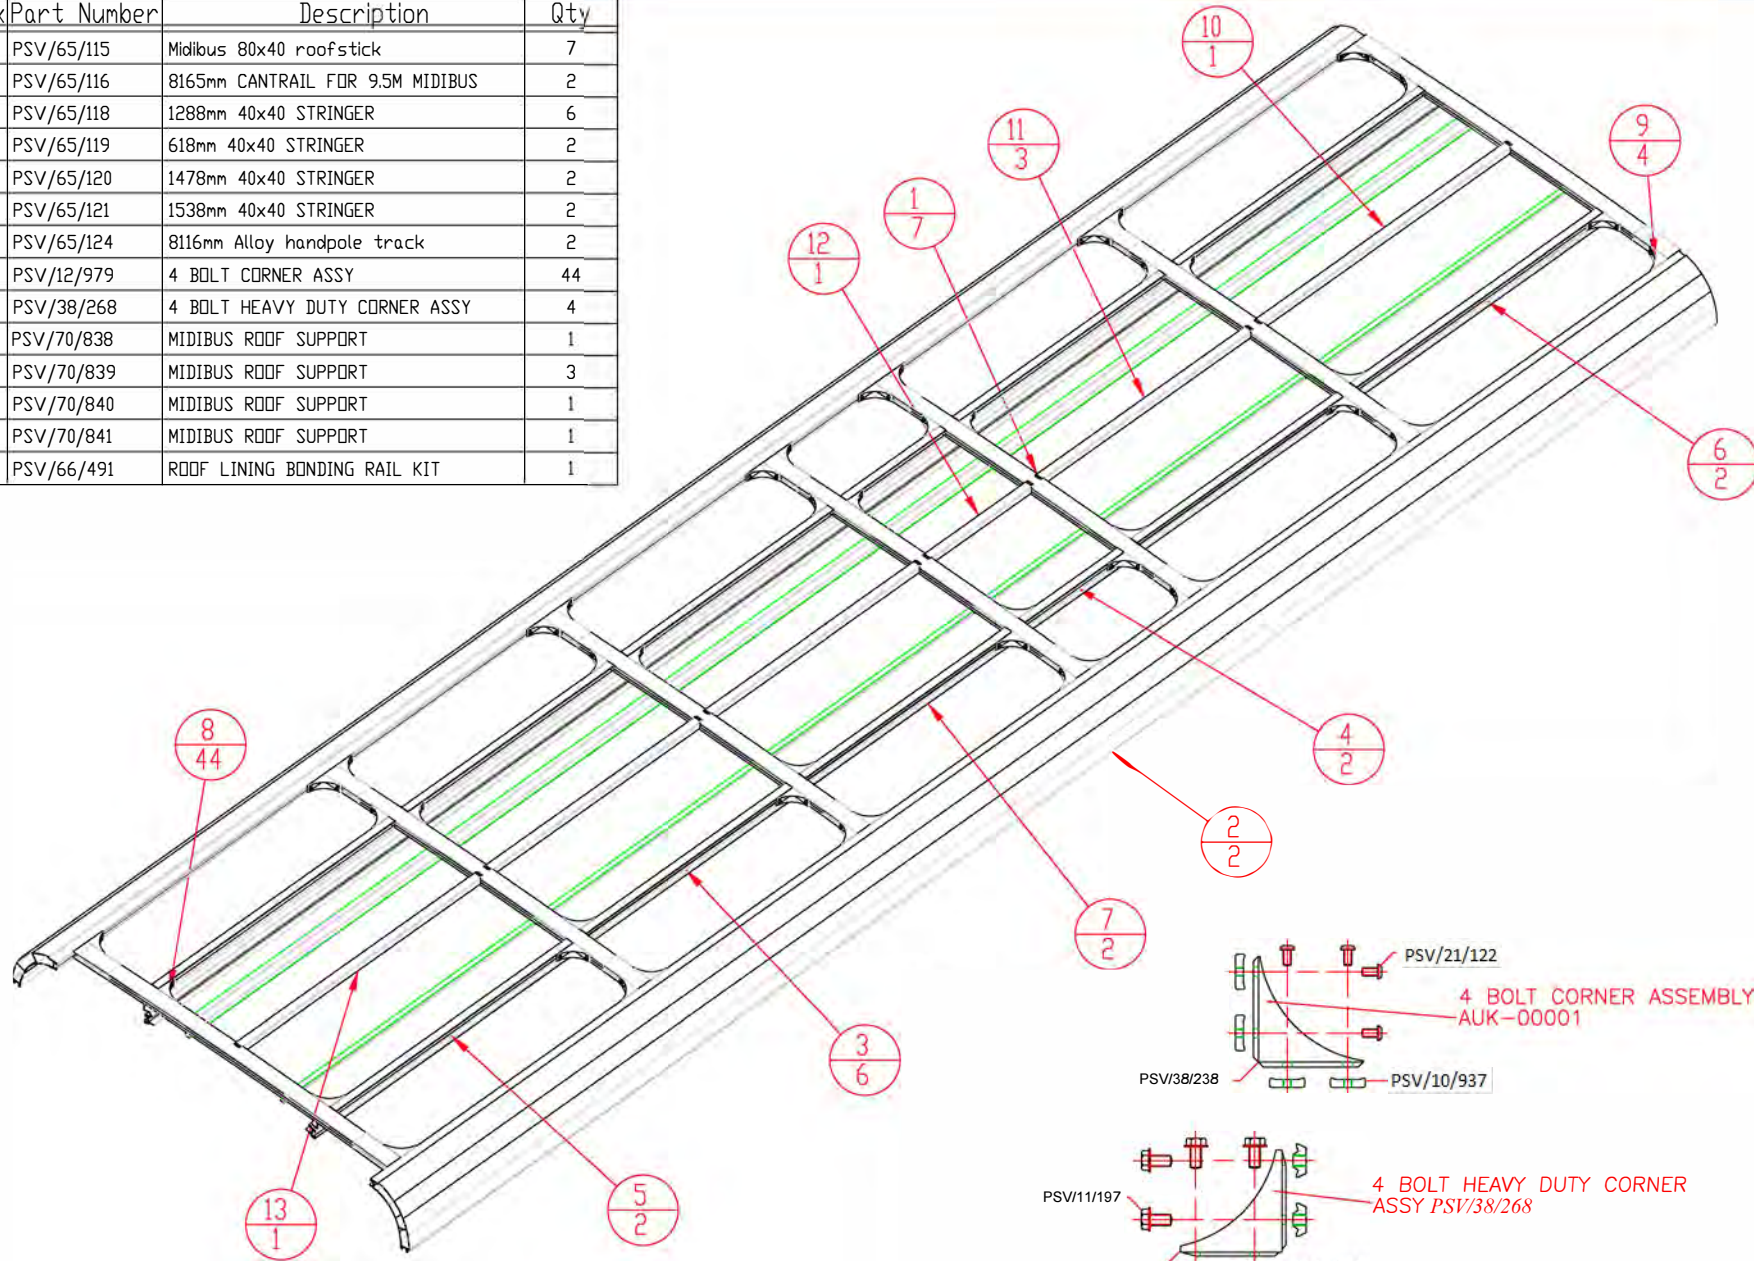 Part Number Description Qty
PSV/65/115 Midibus 80x40 roofstick 7
PSV/65/116 8165mm CANTRAIL FOR 9.5M MIDIBUS 2
PSV/65/118 1288mm 40x40 STRINGER 6
PSV/65/119 618mm 40x40 STRINGER 2
PSV/65/120 1478mm 40x40 STRINGER 2
PSV/65/121 1538mm 40x40 STRINGER 2
PSV/65/124 8116mm Alloy handpole track 2
PSV/12/979 4 BOLT CORNER ASSY 44
PSV/38/268 4 BOLT HEAVY DUTY CORNER ASSY 4
PSV/70/838 MIDIBUS ROOF SUPPORT 1
PSV/70/839 MIDIBUS ROOF SUPPORT 3
PSV/70/840 MIDIBUS ROOF SUPPORT 1
PSV/70/841 MIDIBUS ROOF SUPPORT 1
PSV/66/491 ROOF LINING BONDING RAIL KIT 1
10
1
9
4
11
3
1
7
12
1
6
2
8
44
4
2
2
2
7
2
3
6
5
2
13
1
PSV/21/122
4 BOLT CORNER ASSEMBLY
AUK-00001
PSV/38/238
PSV/10/937
4 BOLT HEAVY DUTY CORNER
ASSY PSV/38/268
PSV/11/197